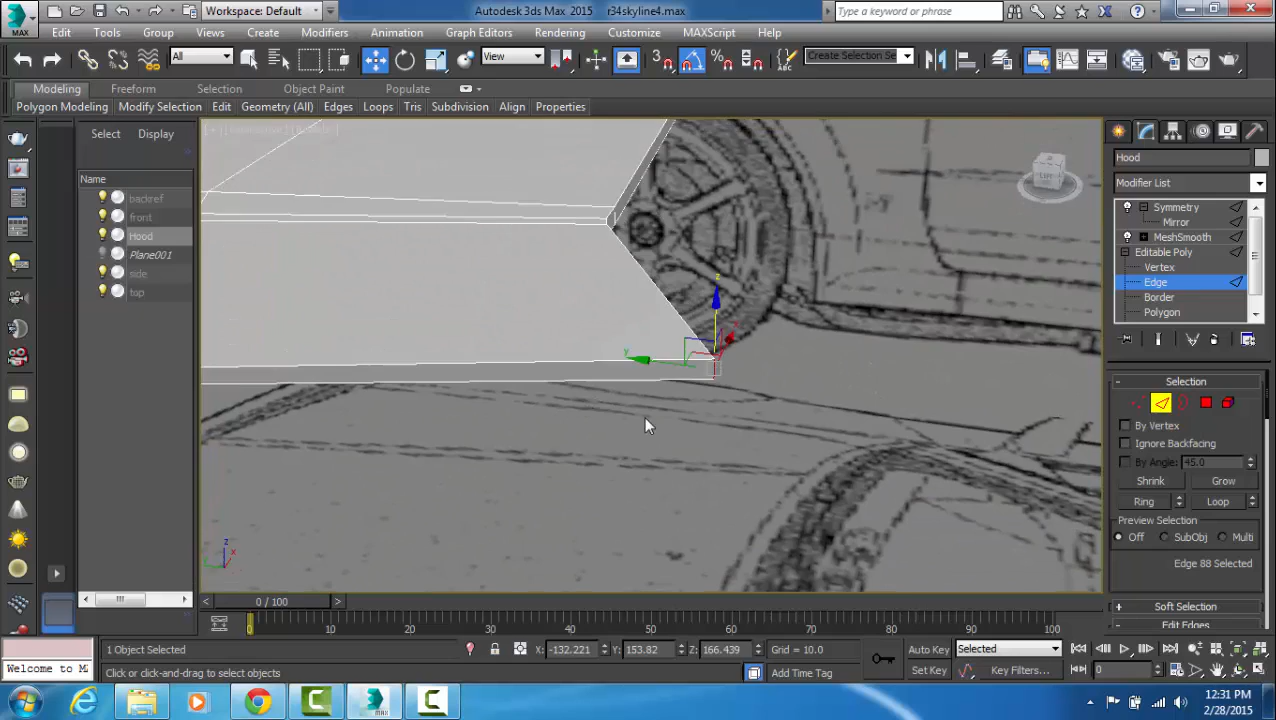 MAX
Workspace: Default
Autodesk 3ds Max 2015 r34skyline4.max
Type a keyword or phrase
Edit Tools Group Views Create Modifiers Animation Graph Editors Rendering Customize MAXScript Help
All View 3 Create Selection Se
Modeling Freeform Selection Object Paint Populate
Polygon Modeling Modify Selection Edit Geometry (All) Edges Loops Tris Subdivision Align Properties
Select Display
Name
backref
front
Hood
Plane001
side
top
z
x
y
z
x
Hood
Modifier List
Symmetry
Mirror
MeshSmooth
Editable Poly
Vertex
Edge
Border
Polygon
Selection
By Vertex
Ignore Backfacing
By Angle: 45.0
Shrink Grow
Ring Loop
Preview Selection
Off SubObj Multi
Edge 88 Selected
Soft Selection
Edit Edges
0 / 100
0 10 20 30 40 50 60 70 80 90 100
1 Object Selected X: -132.221 Y: 153.82 Z: 166.439 Grid = 10.0 Auto Key Selected
Welcome to M Click or click-and-drag to select objects Add Time Tag Set Key Key Filters... 0
12:31 PM
2/28/2015